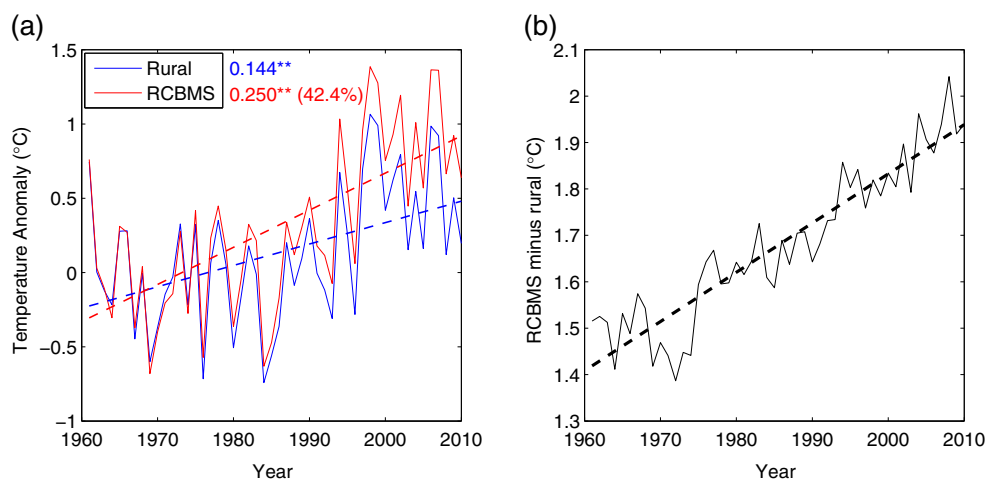 (a)
Rural 0.144**
RCBMS 0.250** (42.4%)
Temperature Anomaly (°C)
1.5
1
0.5
0
−0.5
−1
1960 1970 1980 1990 2000 2010
Year
(b)
RCBMS minus rural (°C)
2.1
2
1.9
1.8
1.7
1.6
1.5
1.4
1.3
1960 1970 1980 1990 2000 2010
Year